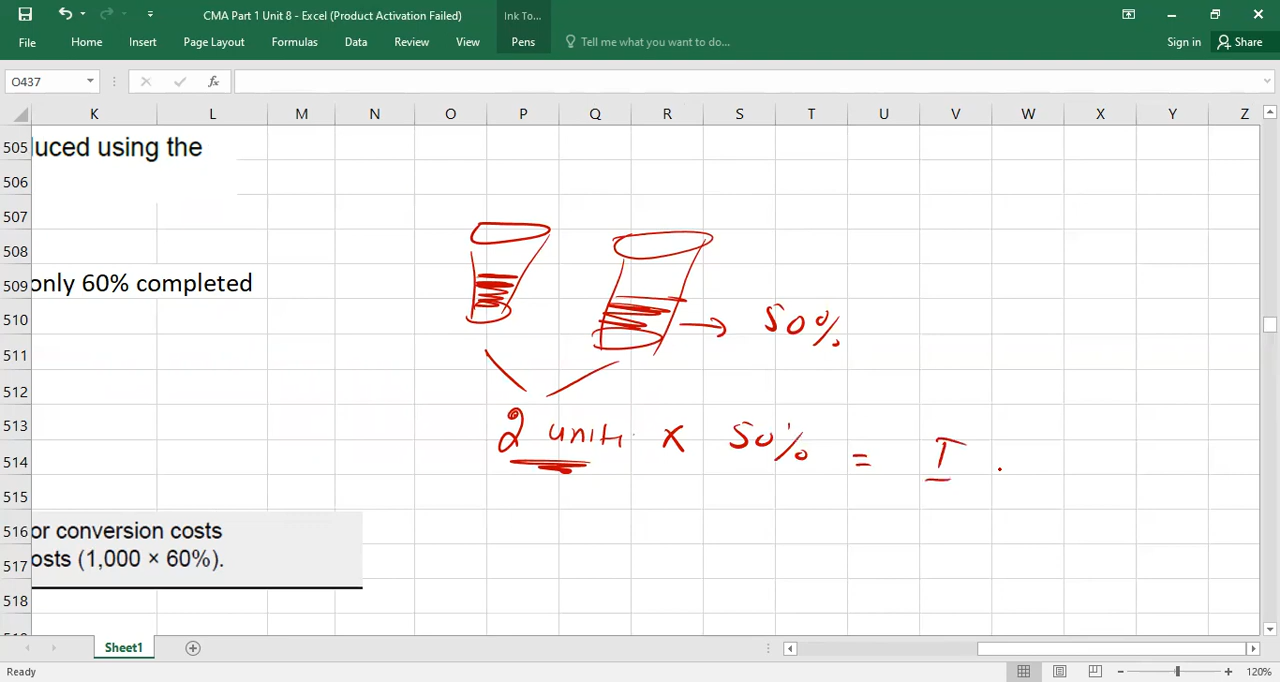 CMA Part 1 Unit 8 - Excel (Product Activation Failed)
Ink To...
File
Home
Insert
Page Layout
Formulas
Data
Review
View
Pens
Tell me what you want to do...
Sign in
Share
O437
fx
K L M N O P Q R S T U V W X Y Z
505
506
507
508
509
510
511
512
513
514
515
516
517
518
luced using the
only 60% completed
50%
2 units x 50% = I .
or conversion costs
osts (1,000 × 60%).
Sheet1
Ready
120%